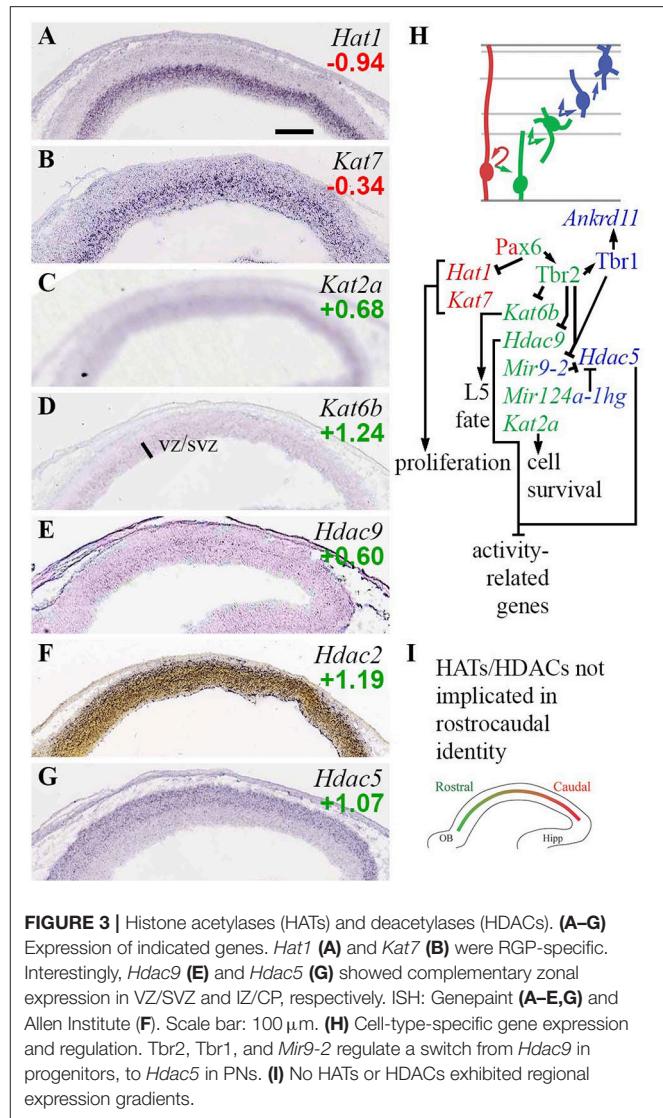 A
Hat1
-0.94
B
Kat7
-0.34
C
Kat2a
+0.68
D
Kat6b
+1.24
vz/svz
E
Hdac9
+0.60
F
Hdac2
+1.19
G
Hdac5
+1.07
H
Ankrd11
Pax6
Tbr1
Hat1
Tbr2
Kat7
Kat6b
Hdac9
Mir9-2
Hdac5
L5
fate
Mir124a-1hg
Kat2a
proliferation
cell
survival
activity-
related
genes
I
HATs/HDACs not
implicated in
rostrocaudal
identity
Rostral
Caudal
OB
Hipp
FIGURE 3 | Histone acetylases (HATs) and deacetylases (HDACs). (A–G)
Expression of indicated genes. Hat1 (A) and Kat7 (B) were RGP-specific.
Interestingly, Hdac9 (E) and Hdac5 (G) showed complementary zonal
expression in VZ/SVZ and IZ/CP, respectively. ISH: Genepaint (A–E,G) and
Allen Institute (F). Scale bar: 100 μm. (H) Cell-type-specific gene expression
and regulation. Tbr2, Tbr1, and Mir9-2 regulate a switch from Hdac9 in
progenitors, to Hdac5 in PNs. (I) No HATs or HDACs exhibited regional
expression gradients.